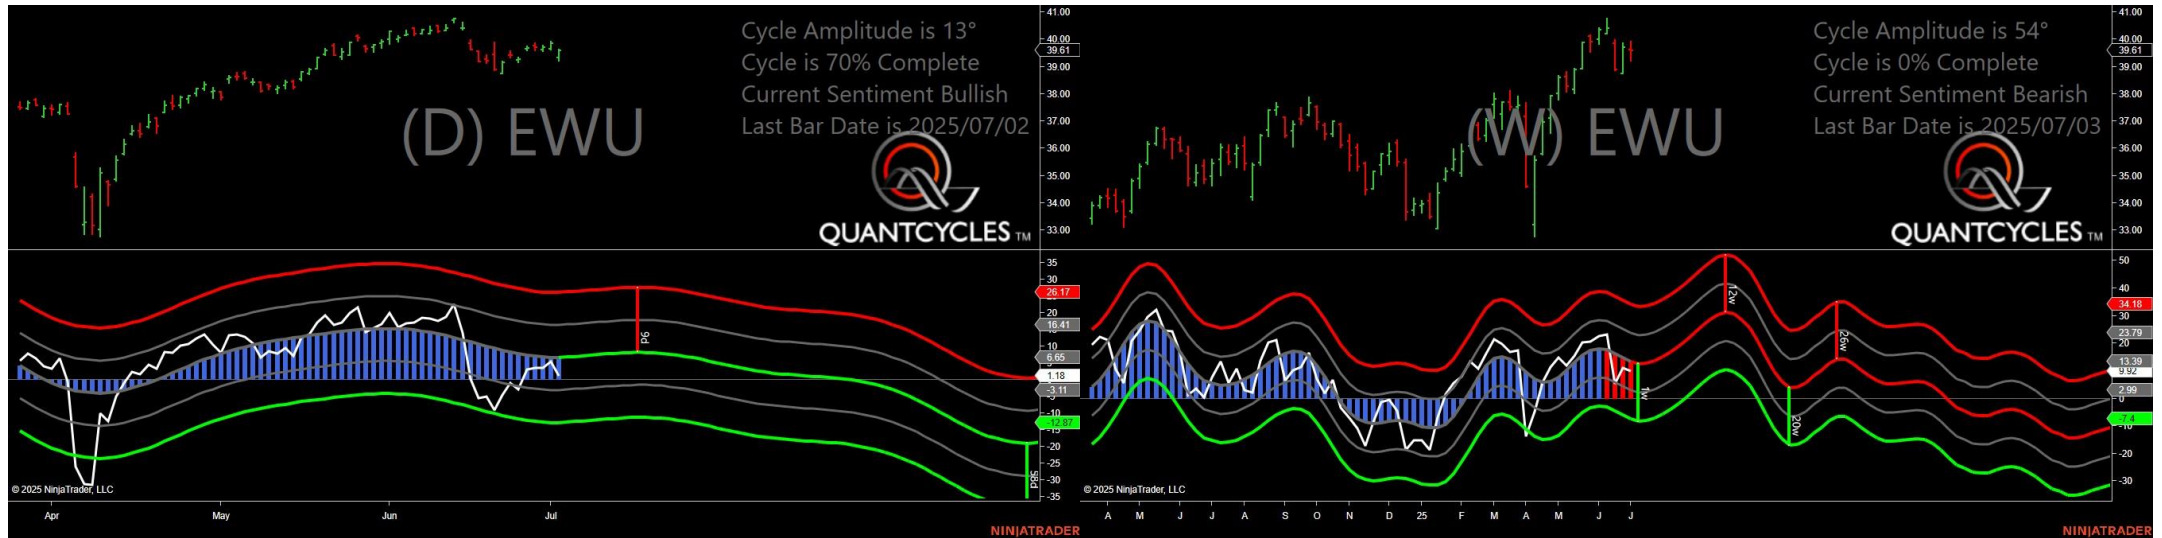 Cycle Amplitude is 13°
Cycle is 70% Complete
Current Sentiment Bullish
Last Bar Date is 2025/07/02
(D) EWU
QUANTCYCLES TM
41.00
40.00
39.61
39.00
38.00
37.00
36.00
35.00
34.00
33.00
35
30
26.17
16.41
10
6.65
1.18
-3.11
-10
-12.87
-15
-20
-25
-30
-35
9d
58d
© 2025 NinjaTrader, LLC
Apr May Jun Jul
NINJATRADER
Cycle Amplitude is 54°
Cycle is 0% Complete
Current Sentiment Bearish
Last Bar Date is 2025/07/03
(W) EWU
QUANTCYCLES TM
41.00
40.00
39.61
39.00
38.00
37.00
36.00
35.00
34.00
33.00
50
40
34.18
30
23.79
20
13.39
9.92
2.99
0
-7.4
-10
-20
-30
1w
12w
20w
26w
© 2025 NinjaTrader, LLC
A M J J A S O N D 25 F M A M J J
NINJATRADER